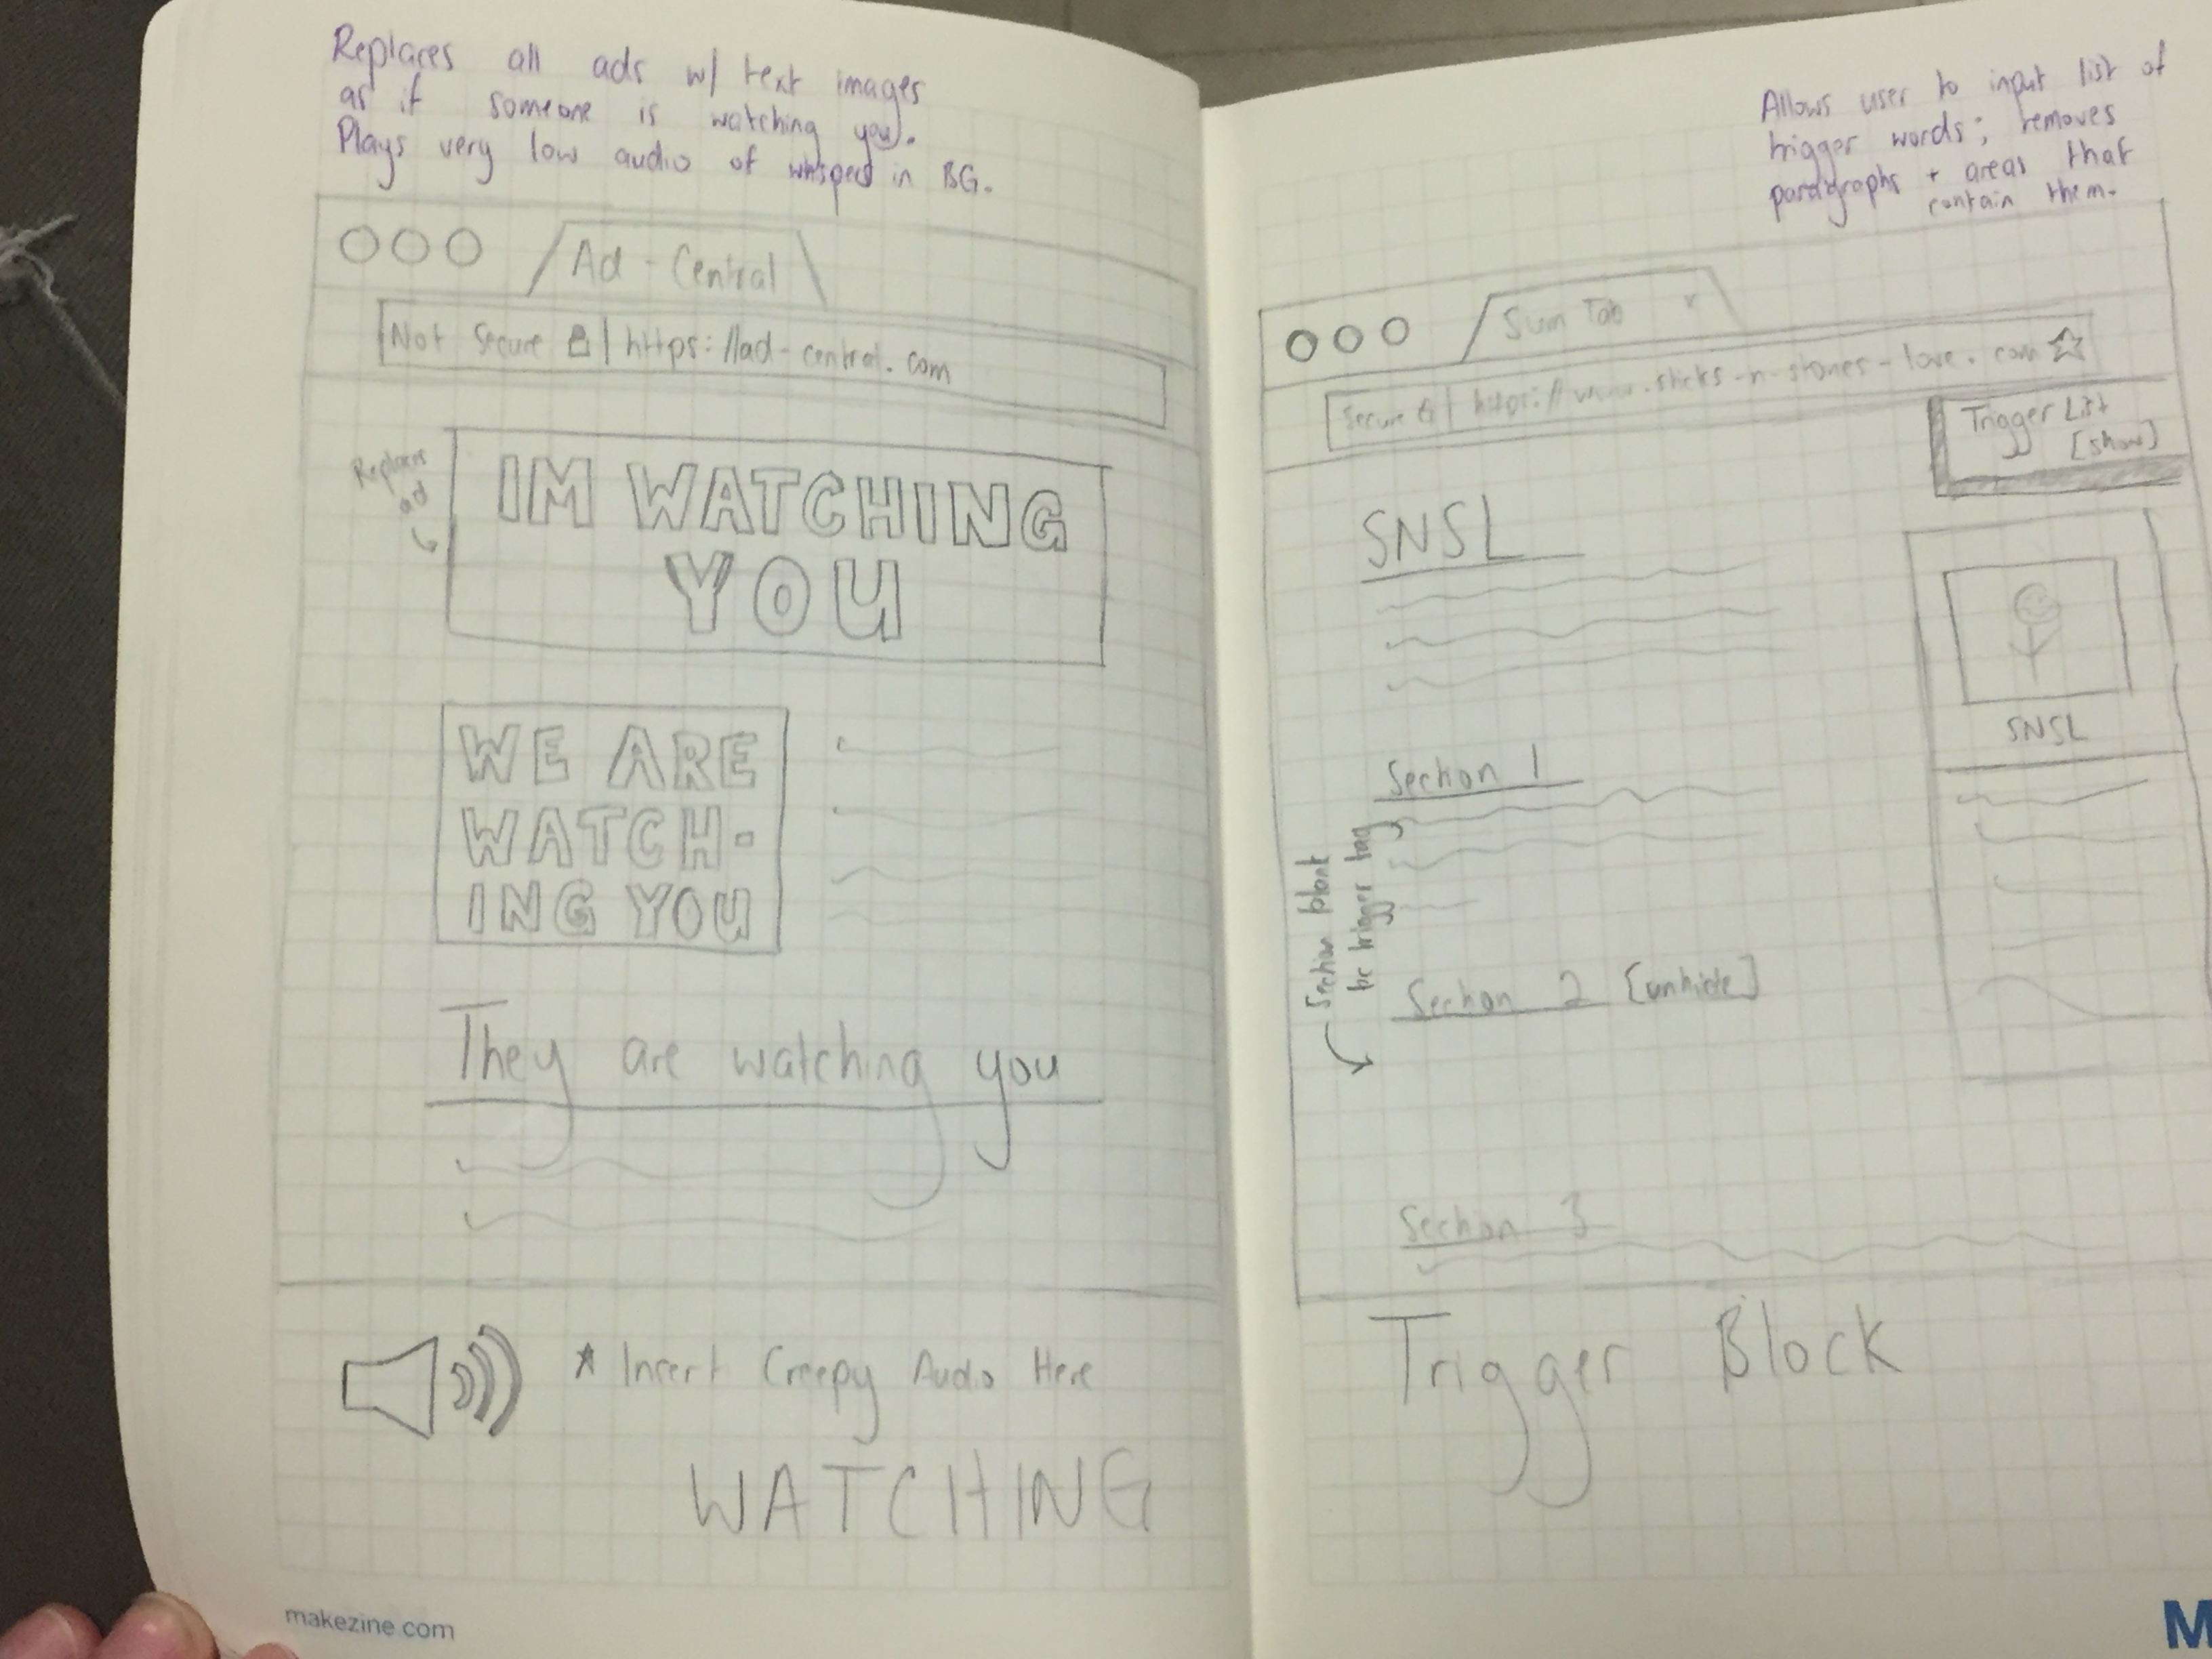 Replaces all ads w/ text images
as if someone is watching you.
Plays very low audio of whispers in BG.
Ad - Central
Not Secure | https://ad-central.com
Replaces
ad
IM WATCHING
YOU
WE ARE
WATCH-
ING YOU
They are watching you
* Insert Creepy Audio Here
WATCHING
makezine.com
Allows user to input list of
trigger words; removes
paragraphs + areas that
contain them.
Sum Tab x
Secure | https://www.sticks-n-stones-love.com
Trigger List
[show]
SNSL
SNSL
Section 1
Section blank
bc trigger tag
Section 2 [unhide]
Section 3
Trigger Block
M